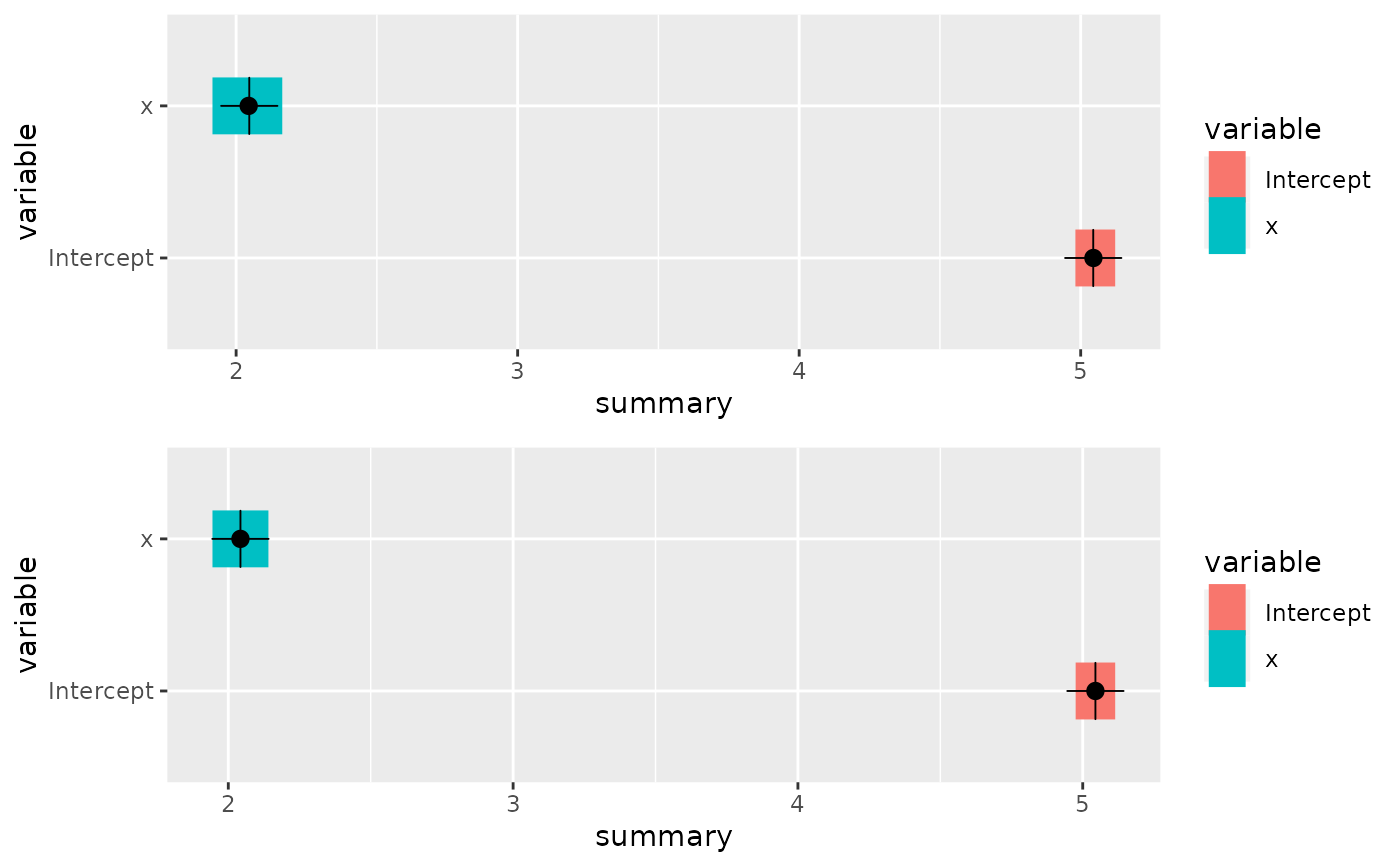 variable
x
Intercept
2 3 4 5
summary
variable
Intercept
x
variable
x
Intercept
2 3 4 5
summary
variable
Intercept
x